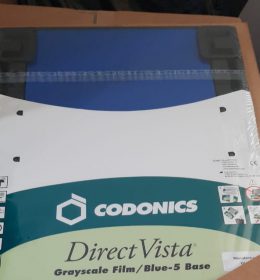 CODONICS
DirectVista®
Grayscale Film/Blue-5 Base